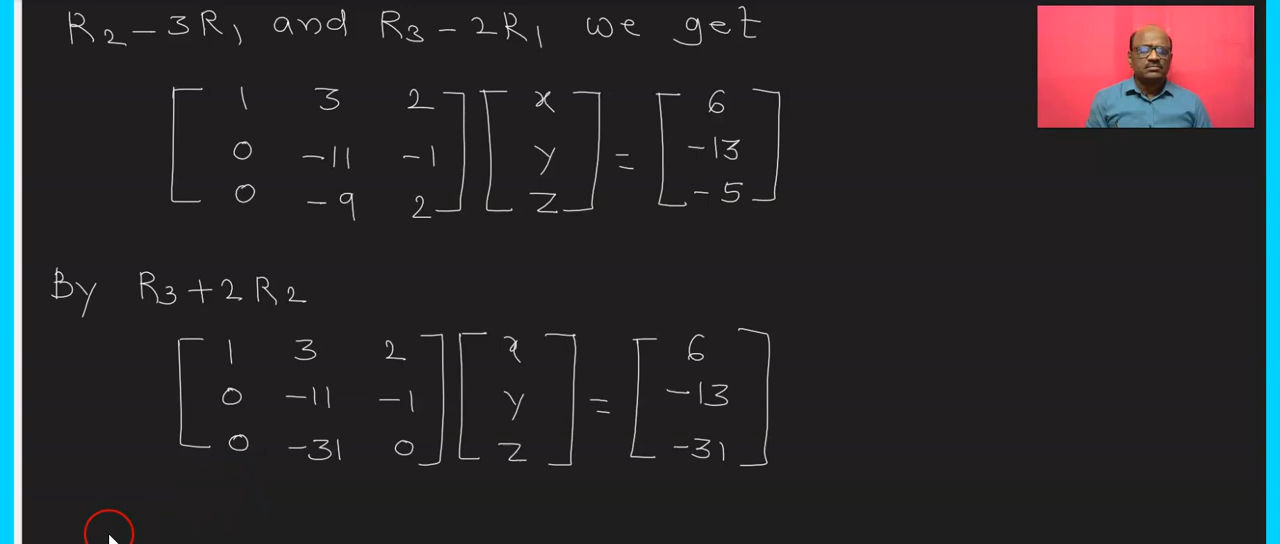 R2 - 3R1 and R3 - 2R1 we get
[ 1 3 2 ] [ x ] [ 6 ]
[ 0 -11 -1 ] [ y ] = [ -13 ]
[ 0 -9 2 ] [ z ] [ -5 ]
By R3 + 2R2
[ 1 3 2 ] [ x ] [ 6 ]
[ 0 -11 -1 ] [ y ] = [ -13 ]
[ 0 -31 0 ] [ z ] [ -31 ]